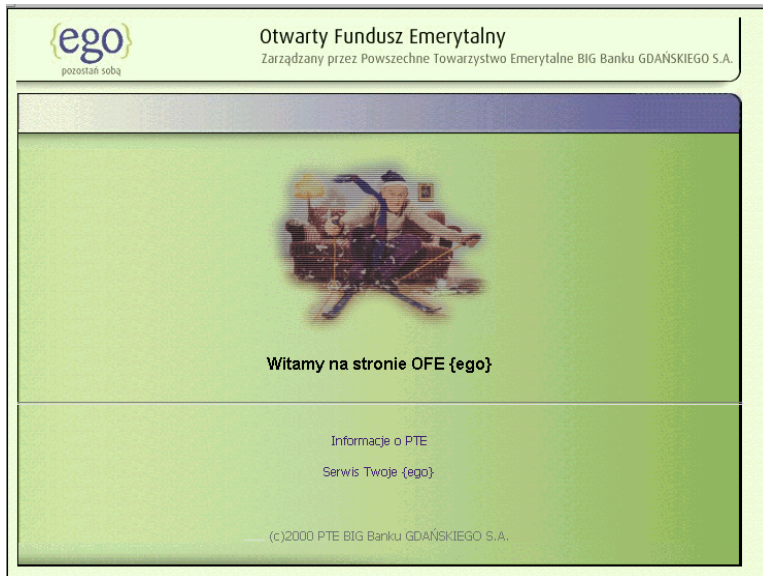 {ego}
pozostań sobą
Otwarty Fundusz Emerytalny
Zarządzany przez Powszechne Towarzystwo Emerytalne BIG Banku GDAŃSKIEGO S.A.
Witamy na stronie OFE {ego}
Informacje o PTE
Serwis Twoje {ego}
(c)2000 PTE BIG Banku GDAŃSKIEGO S.A.